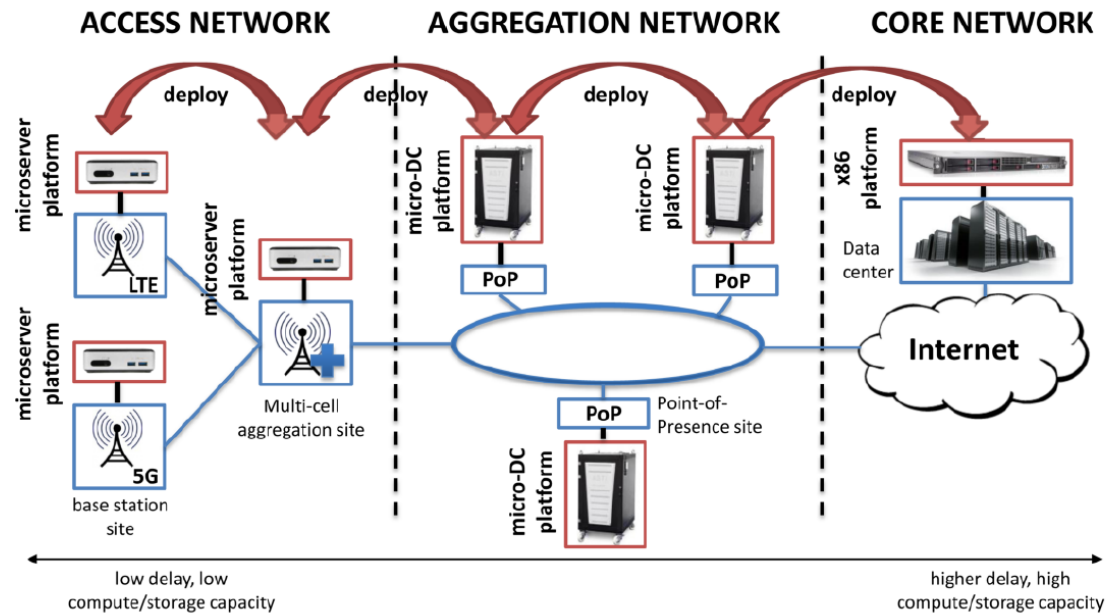 ACCESS NETWORK
AGGREGATION NETWORK
CORE NETWORK
deploy
deploy
deploy
deploy
microserver
platform
micro-DC
platform
micro-DC
platform
x86
platform
LTE
microserver
platform
PoP
PoP
Data
center
microserver
platform
Internet
Multi-cell
aggregation site
PoP
Point-of-
Presence site
5G
base station
site
micro-DC
platform
low delay, low
compute/storage capacity
higher delay, high
compute/storage capacity